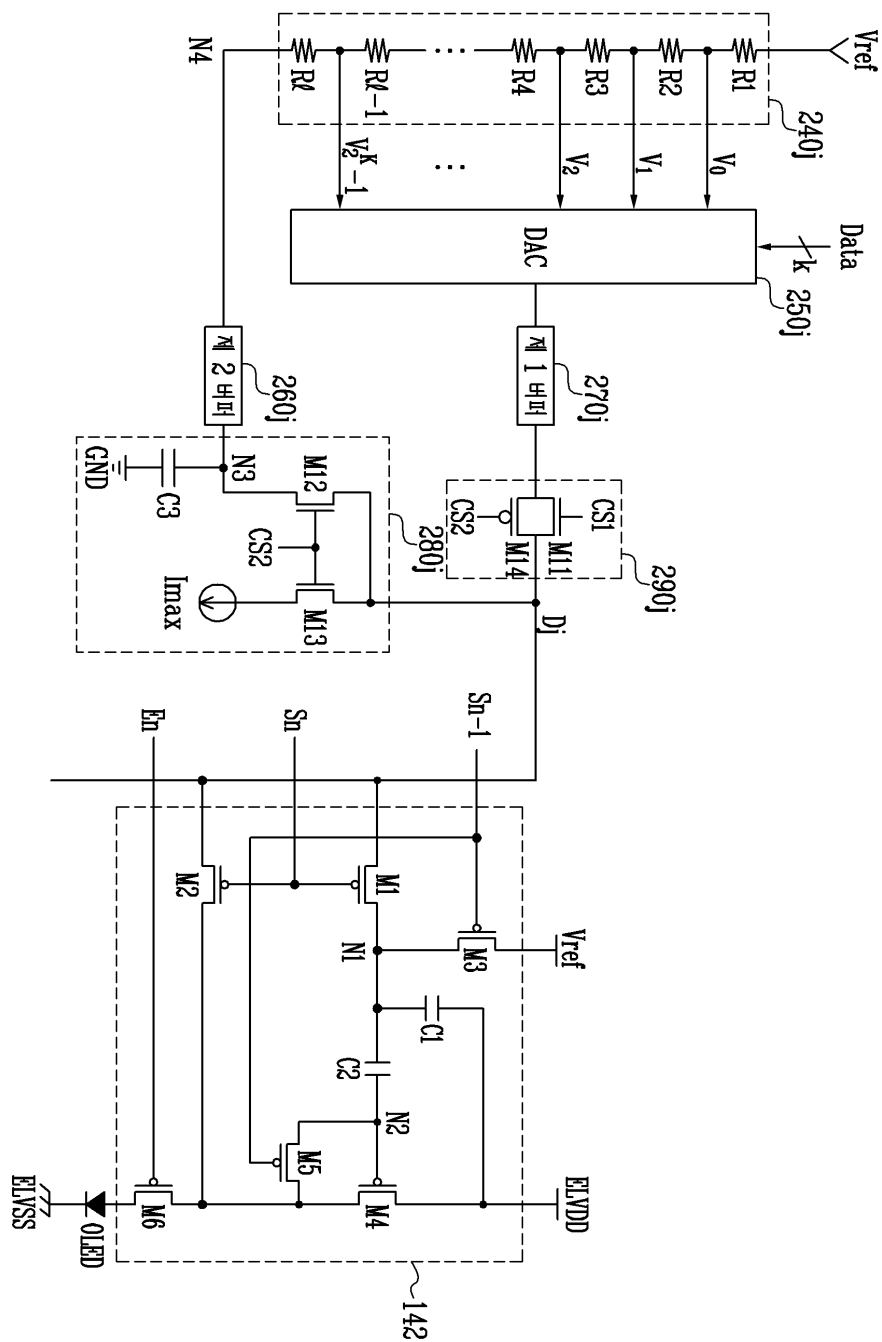 Vref
R1
R2
R3
R4
...
Rℓ-1
Rℓ
N4
240j
V0
V1
V2
...
V2^K-1
Data
k
DAC
250j
제 1 버퍼
270j
제 2 버퍼
260j
CS1
M11
M14
CS2
290j
Dj
N3
C3
GND
M12
CS2
M13
Imax
280j
Sn-1
Sn
En
Vref
M3
M1
M2
N1
C1
C2
N2
M5
M4
M6
ELVDD
OLED
ELVSS
142